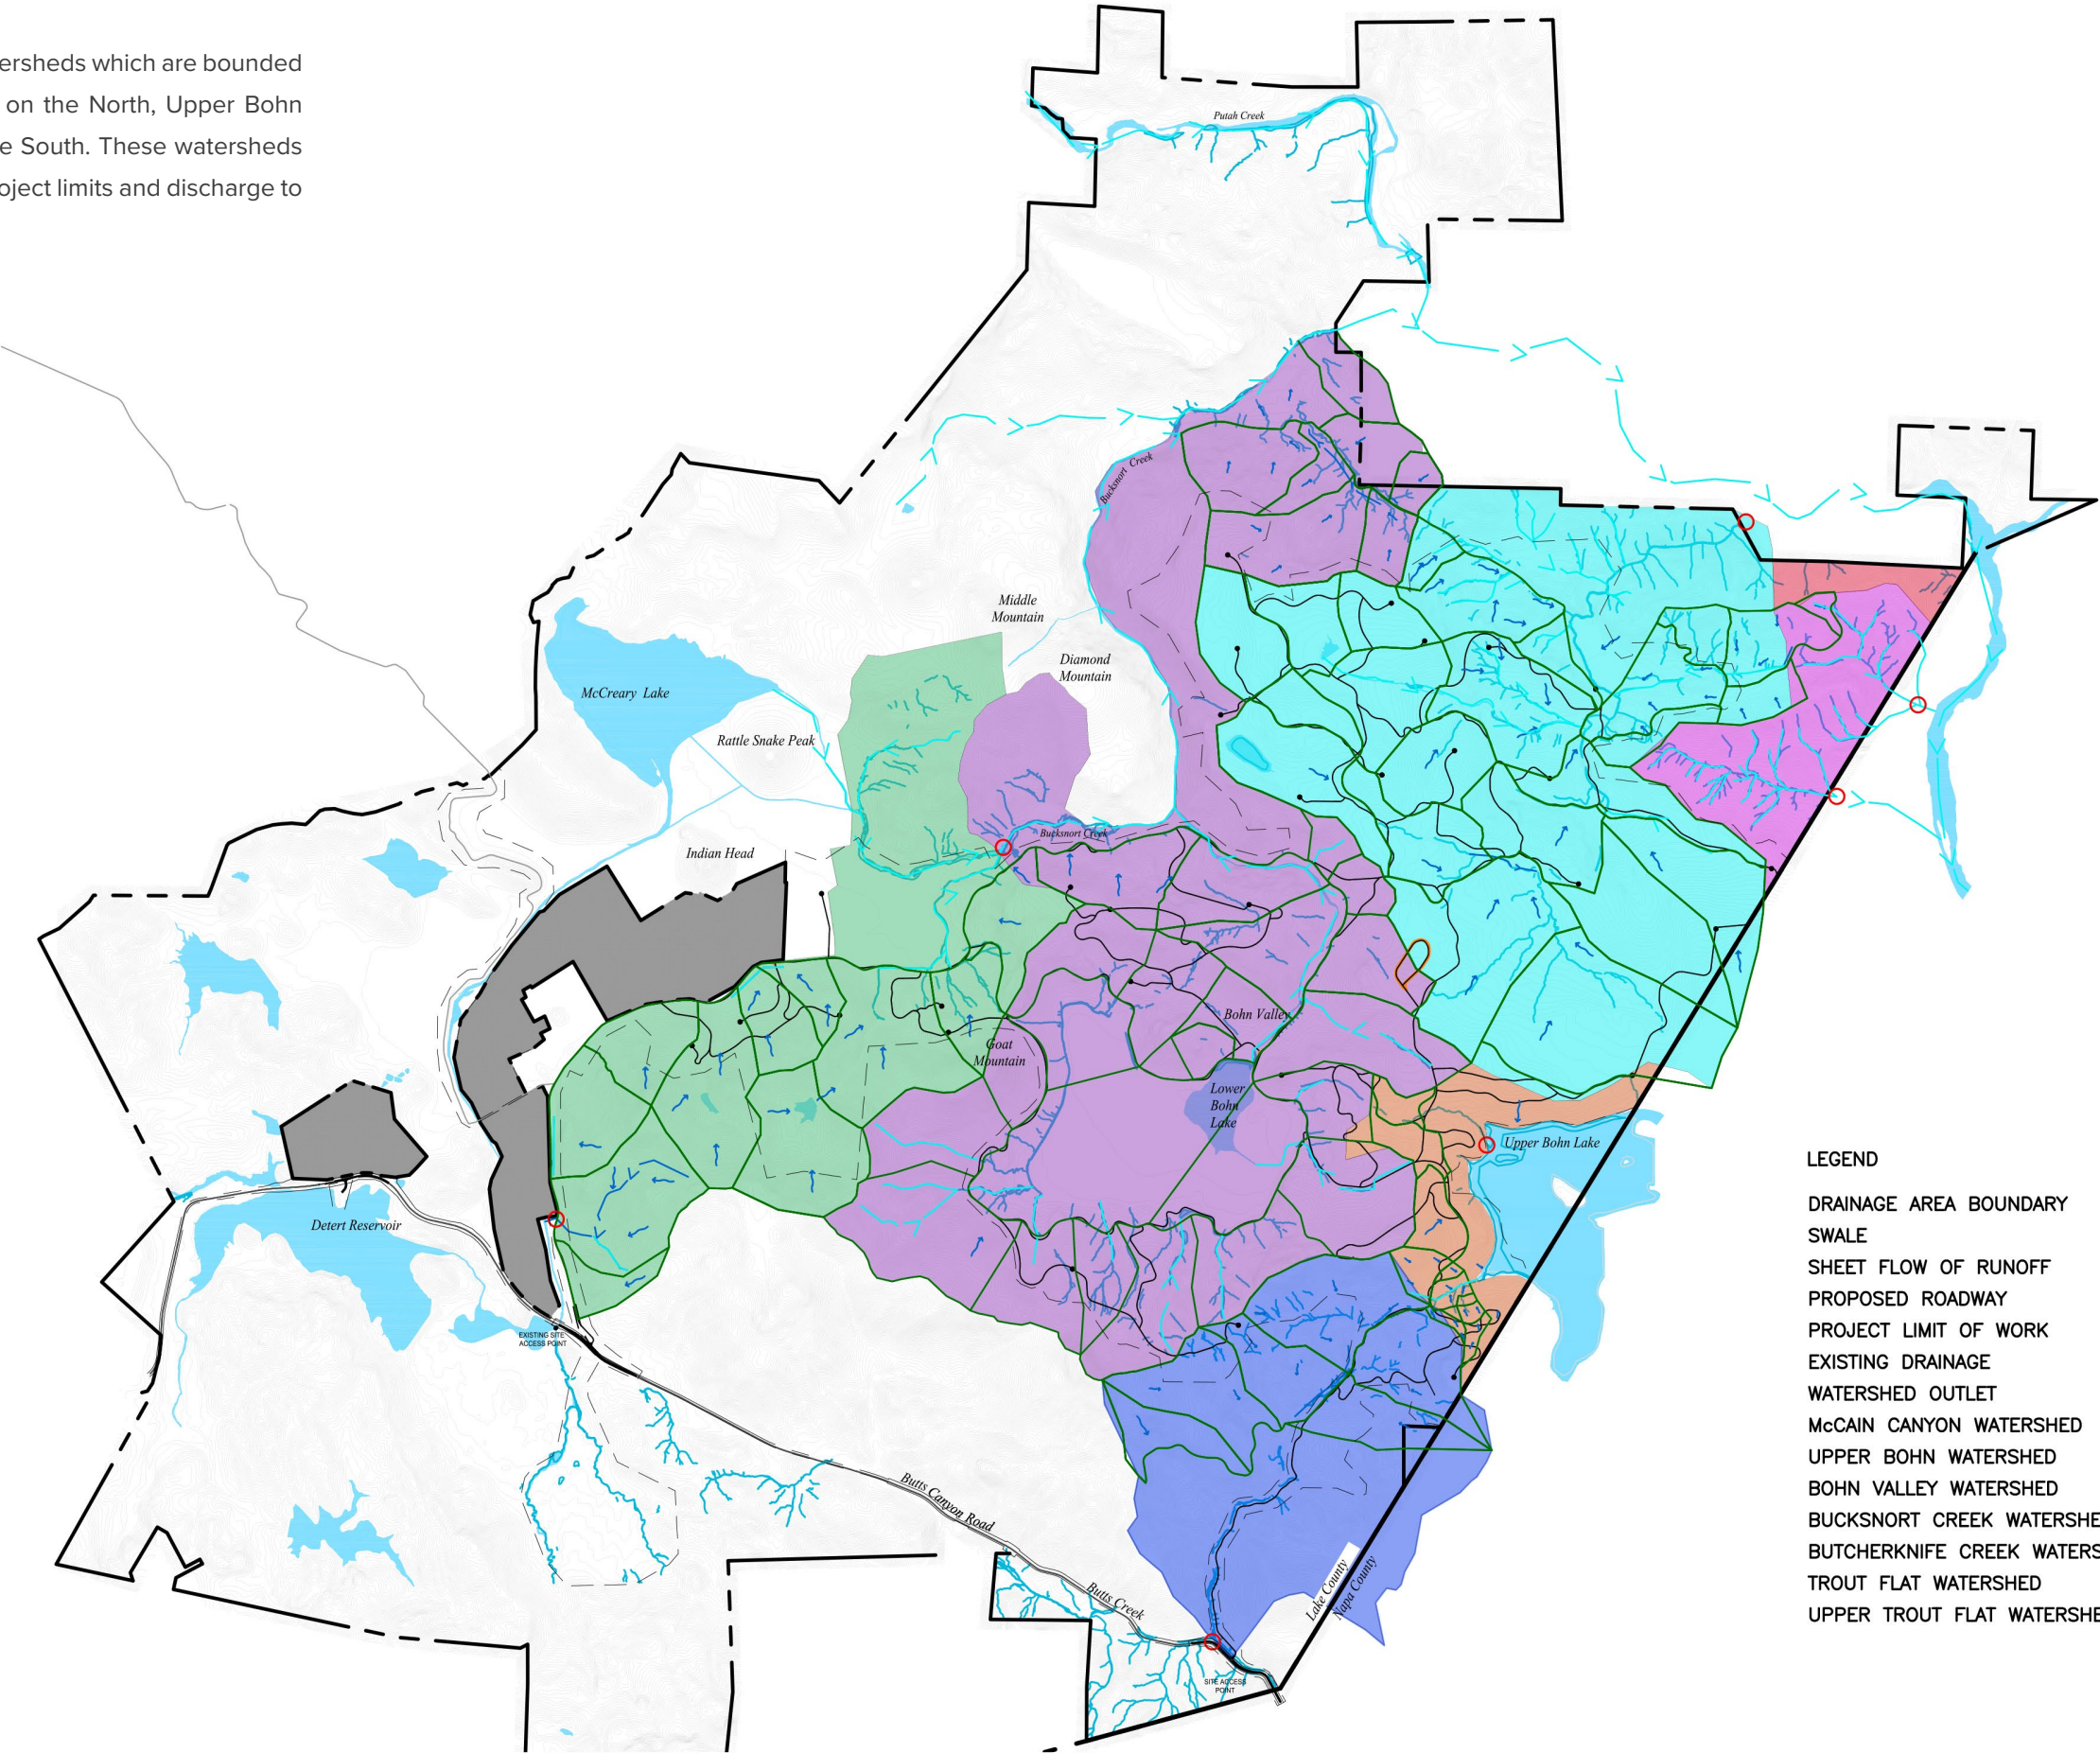 ersheds which are bounded
on the North, Upper Bohn
e South. These watersheds
oject limits and discharge to
Putah Creek
Bucksnort Creek
Middle
Mountain
Diamond
Mountain
McCreary Lake
Rattle Snake Peak
Bucksnort Creek
Indian Head
Bohn Valley
Goat
Mountain
Lower
Bohn
Lake
Upper Bohn Lake
Detert Reservoir
EXISTING SITE
ACCESS POINT
Butts Canyon Road
Butts Creek
Lake County
Napa County
SITE ACCESS
POINT
LEGEND
DRAINAGE AREA BOUNDARY
SWALE
SHEET FLOW OF RUNOFF
PROPOSED ROADWAY
PROJECT LIMIT OF WORK
EXISTING DRAINAGE
WATERSHED OUTLET
McCAIN CANYON WATERSHED
UPPER BOHN WATERSHED
BOHN VALLEY WATERSHED
BUCKSNORT CREEK WATERSHE
BUTCHERKNIFE CREEK WATERS
TROUT FLAT WATERSHED
UPPER TROUT FLAT WATERSHE